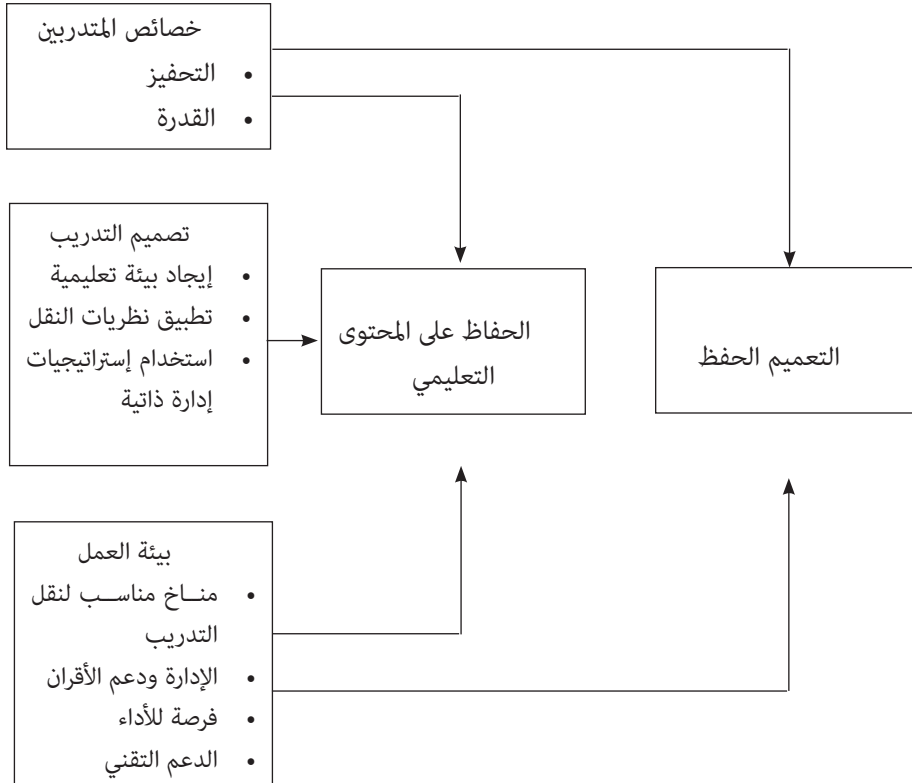 خصائص المتدربين
• التحفيز
• القدرة
تصميم التدريب
• إيجاد بيئة تعليمية
• تطبيق نظريات النقل
• استخدام إستراتيجيات
إدارة ذاتية
الحفاظ على المحتوى
التعليمي
التعميم الحفظ
بيئة العمل
• منــاخ مناســب لنقل
التدريب
• الإدارة ودعم الأقران
• فرصة للأداء
• الدعم التقني